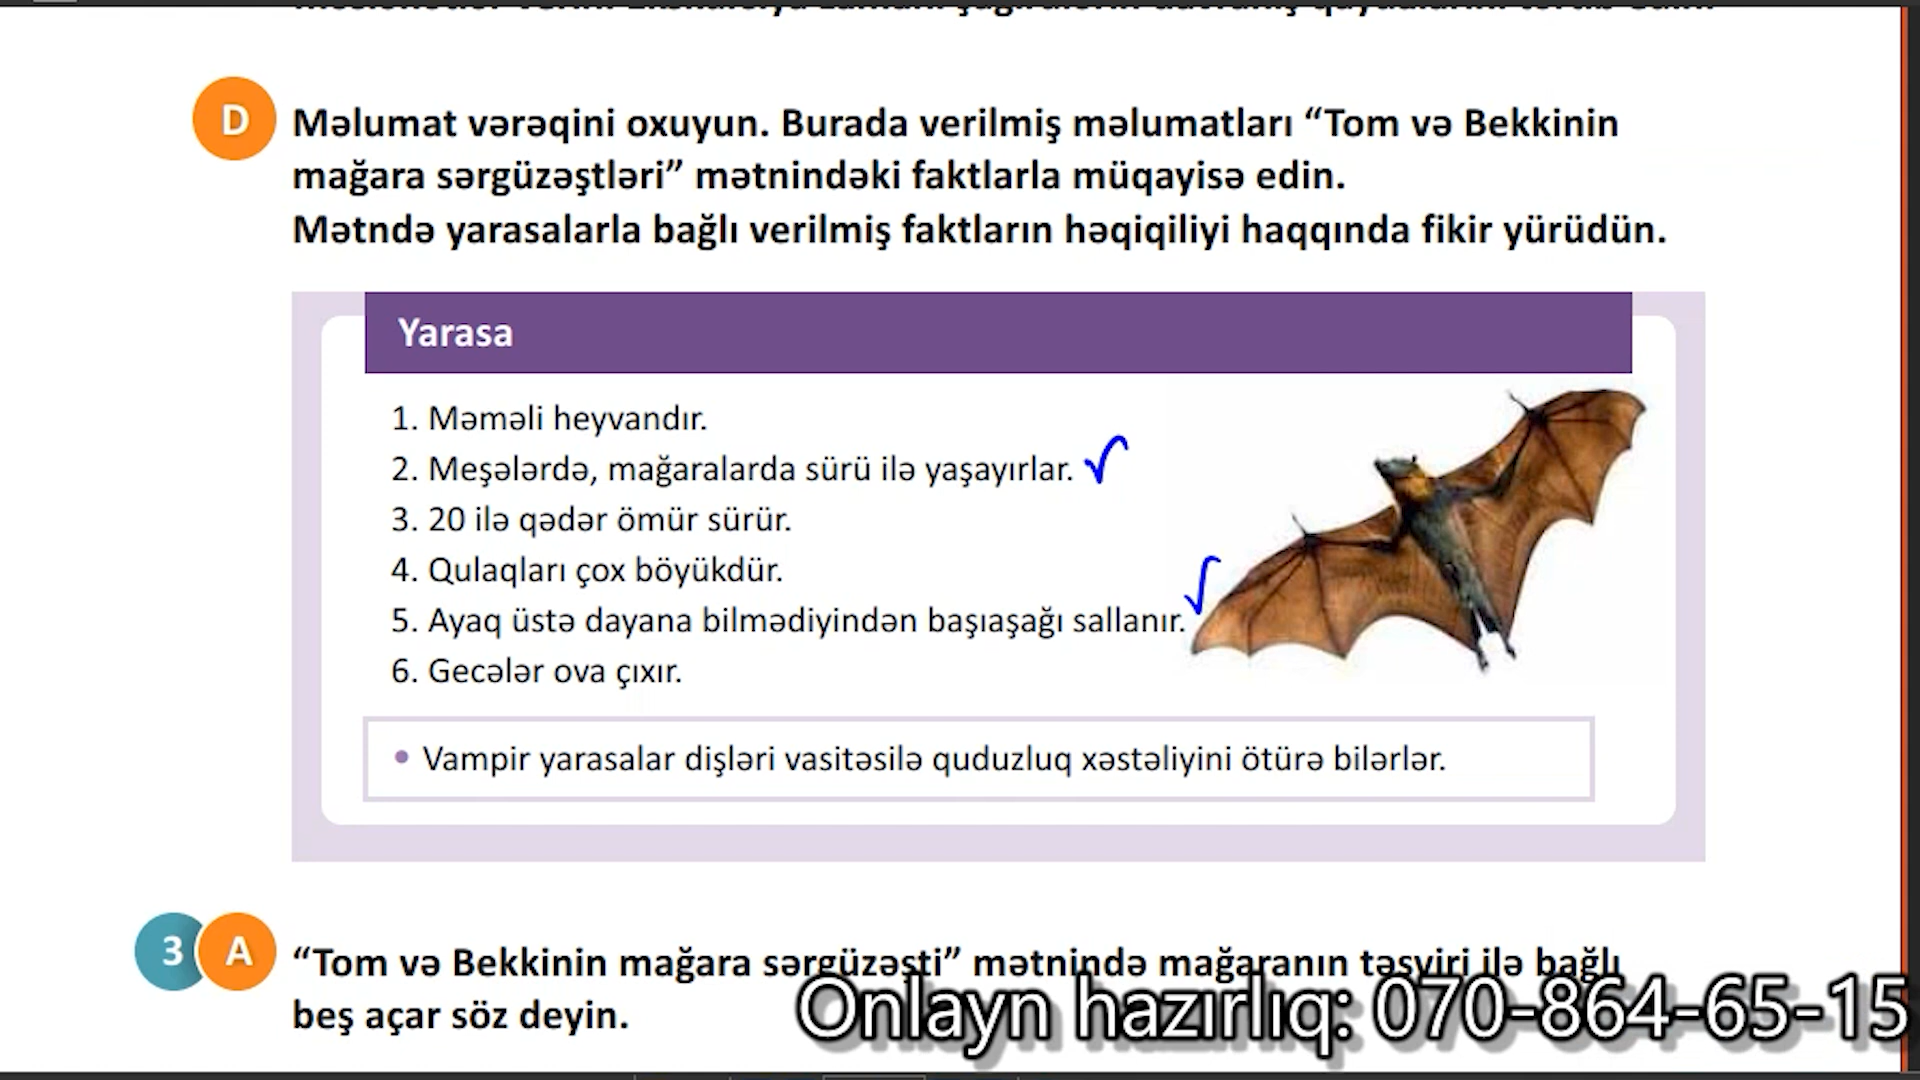 D
Məlumat vərəqini oxuyun. Burada verilmiş məlumatları “Tom və Bekkinin
mağara sərgüzəştləri” mətnindəki faktlarla müqayisə edin.
Mətndə yarasalarla bağlı verilmiş faktların həqiqiliyi haqqında fikir yürüdün.
Yarasa
1. Məməli heyvandır.
2. Meşələrdə, mağaralarda sürü ilə yaşayırlar.
3. 20 ilə qədər ömür sürür.
4. Qulaqları çox böyükdür.
5. Ayaq üstə dayana bilmədiyindən başıaşağı sallanır.
6. Gecələr ova çıxır.
• Vampir yarasalar dişləri vasitəsilə quduzluq xəstəliyini ötürə bilərlər.
3 A
“Tom və Bekkinin mağara sərgüzəşti” mətnində mağaranın təsviri ilə bağlı
beş açar söz deyin.
Onlayn hazırlıq: 070-864-65-15